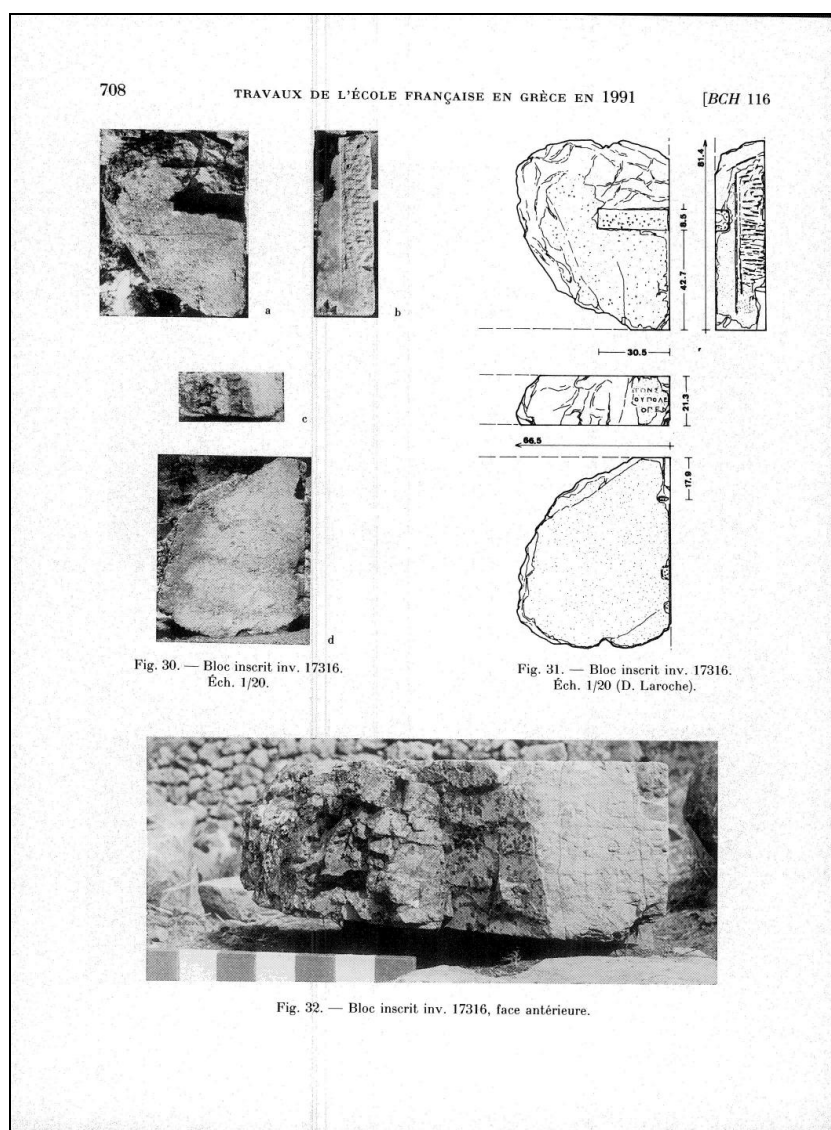 708
TRAVAUX DE L'ÉCOLE FRANÇAISE EN GRÈCE EN 1991
[BCH 116
a
b
c
d
Fig. 30. — Bloc inscrit inv. 17316.
Éch. 1/20.
81.4
8.5
42.7
30.5
21.3
66.5
17.9
Fig. 31. — Bloc inscrit inv. 17316.
Éch. 1/20 (D. Laroche).
Fig. 32. — Bloc inscrit inv. 17316, face antérieure.